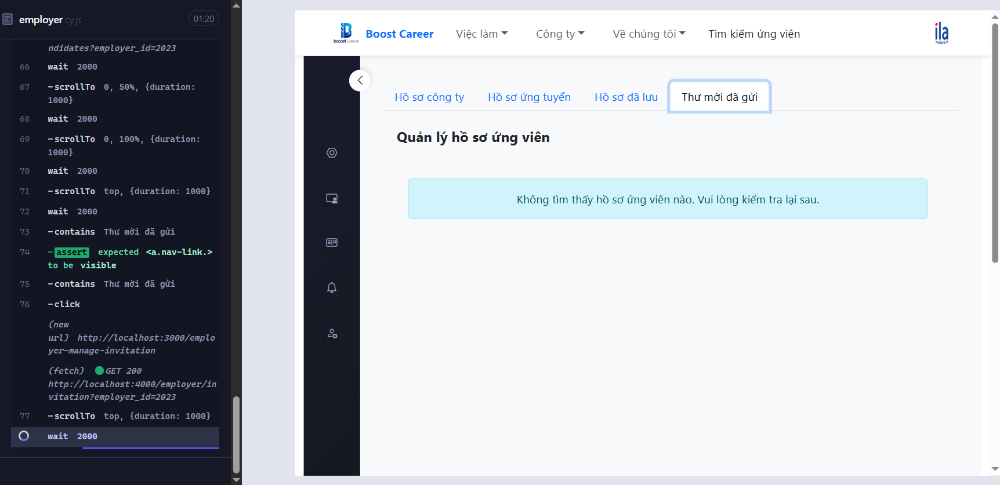 employer.cy.js
01:20
ndidates?employer_id=2023
66 wait 2000
67 -scrollTo 0, 50%, {duration:
1000}
68 wait 2000
69 -scrollTo 0, 100%, {duration:
1000}
70 wait 2000
71 -scrollTo top, {duration: 1000}
72 wait 2000
73 -contains Thư mời đã gửi
74 -assert expected <a.nav-link.>
to be visible
75 -contains Thư mời đã gửi
76 -click
(new
url) http://localhost:3000/emplo
yer-manage-invitation
(fetch) GET 200
http://localhost:4000/employer/in
vitation?employer_id=2023
77 -scrollTo top, {duration: 1000}
wait 2000
booost career
Boost Career
Việc làm
Công ty
Về chúng tôi
Tìm kiếm ứng viên
ila
Hồ sơ công ty
Hồ sơ ứng tuyển
Hồ sơ đã lưu
Thư mời đã gửi
Quản lý hồ sơ ứng viên
Không tìm thấy hồ sơ ứng viên nào. Vui lòng kiểm tra lại sau.